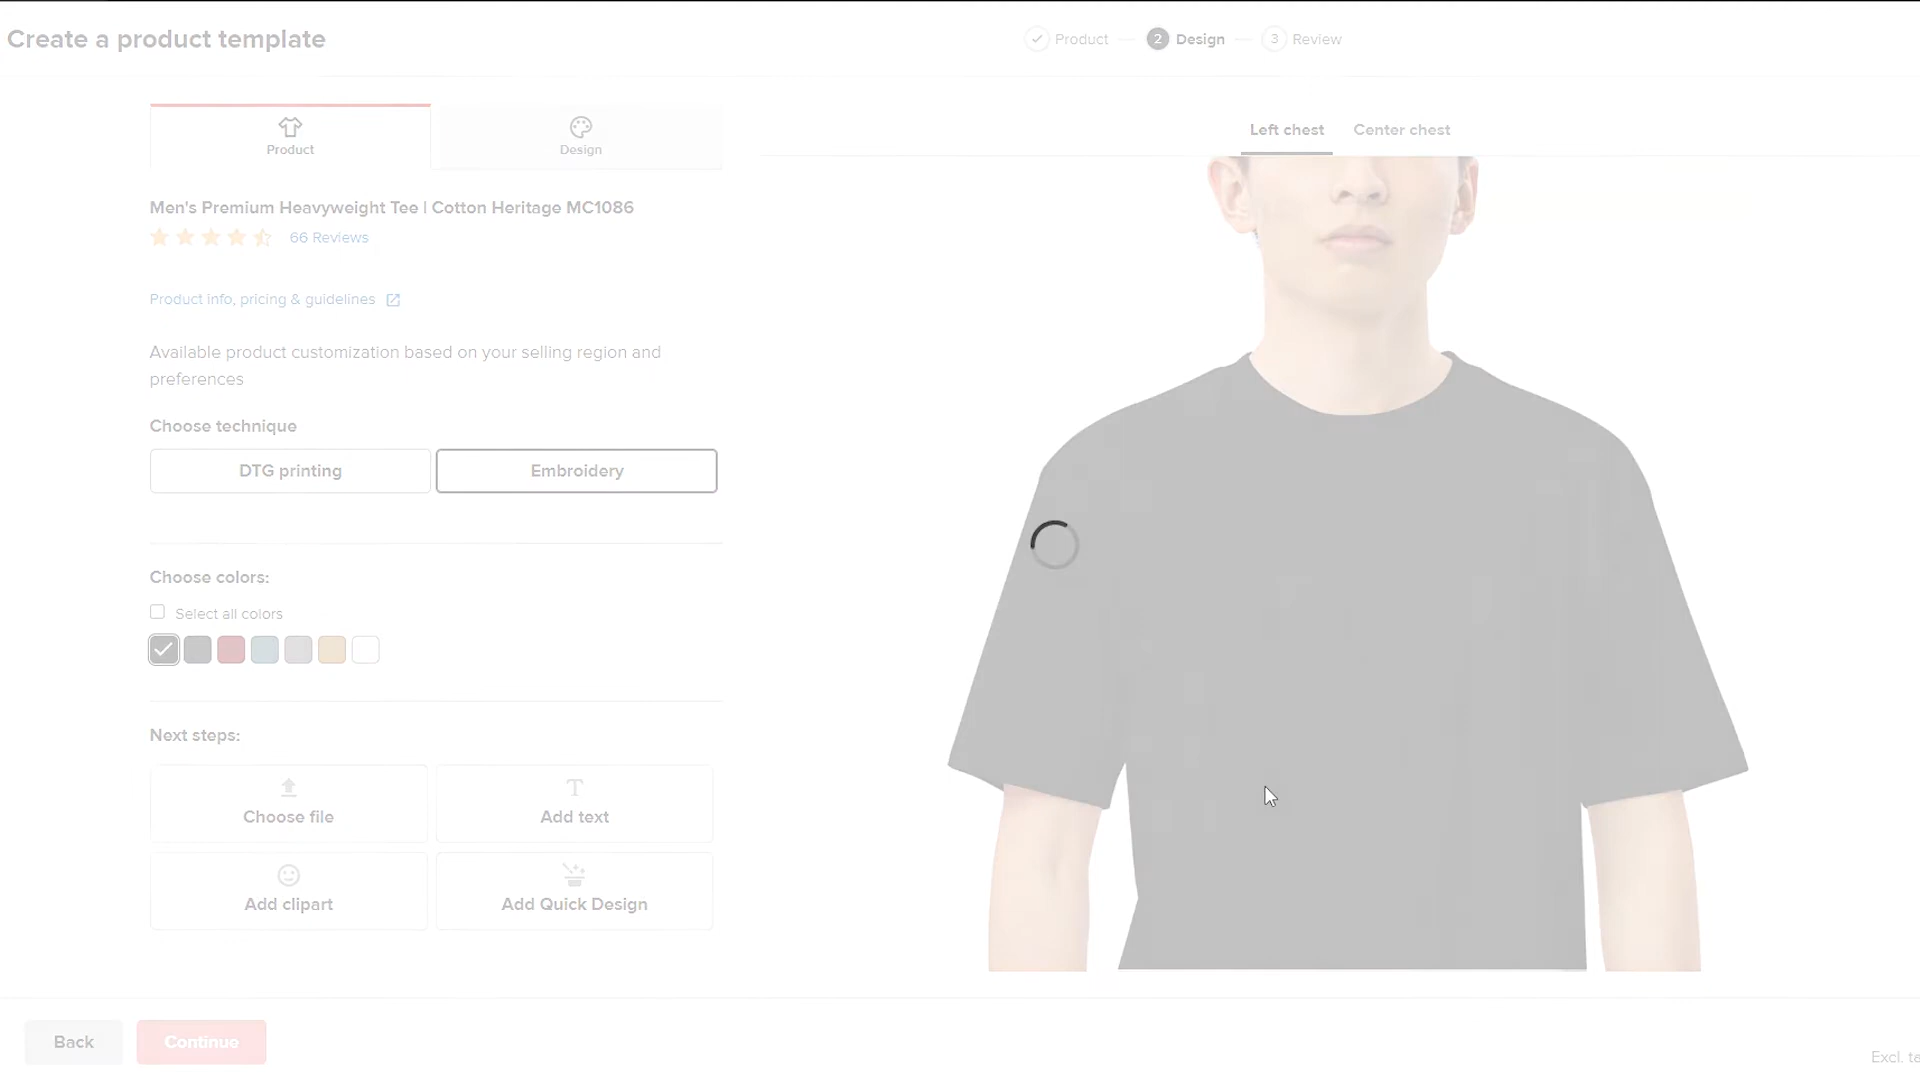 Create a product template
Product
2 Design
3 Review
Product
Design
Left chest
Center chest
Men's Premium Heavyweight Tee | Cotton Heritage MC1086
66 Reviews
Product info, pricing & guidelines
Available product customization based on your selling region and
preferences
Choose technique
DTG printing
Embroidery
Choose colors:
Select all colors
Next steps:
Choose file
Add text
Add clipart
Add Quick Design
Back
Continue
Excl.